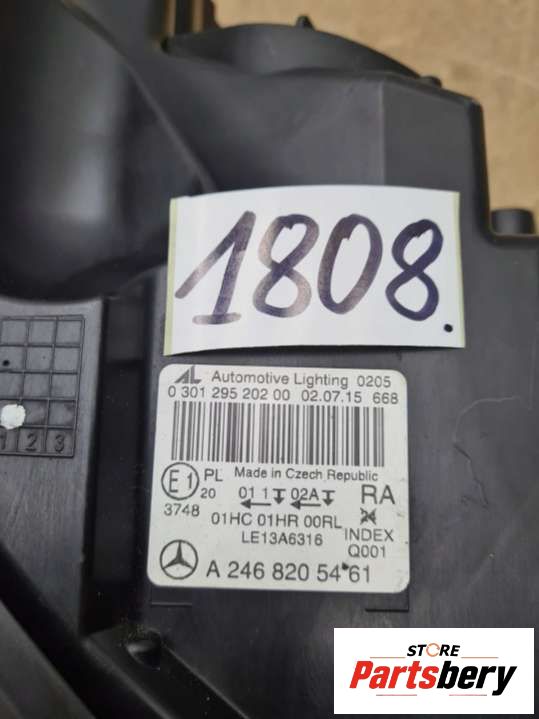 1808.
AL Automotive Lighting 0205
0 301 295 202 00 02.07.15 668
Made in Czech Republic
E1 PL RA
20 01 1 02A
3748 24
01HC 01HR 00RL INDEX
LE13A6316 Q001
A 246 820 54 61
1 2 3
STORE
Partsbery